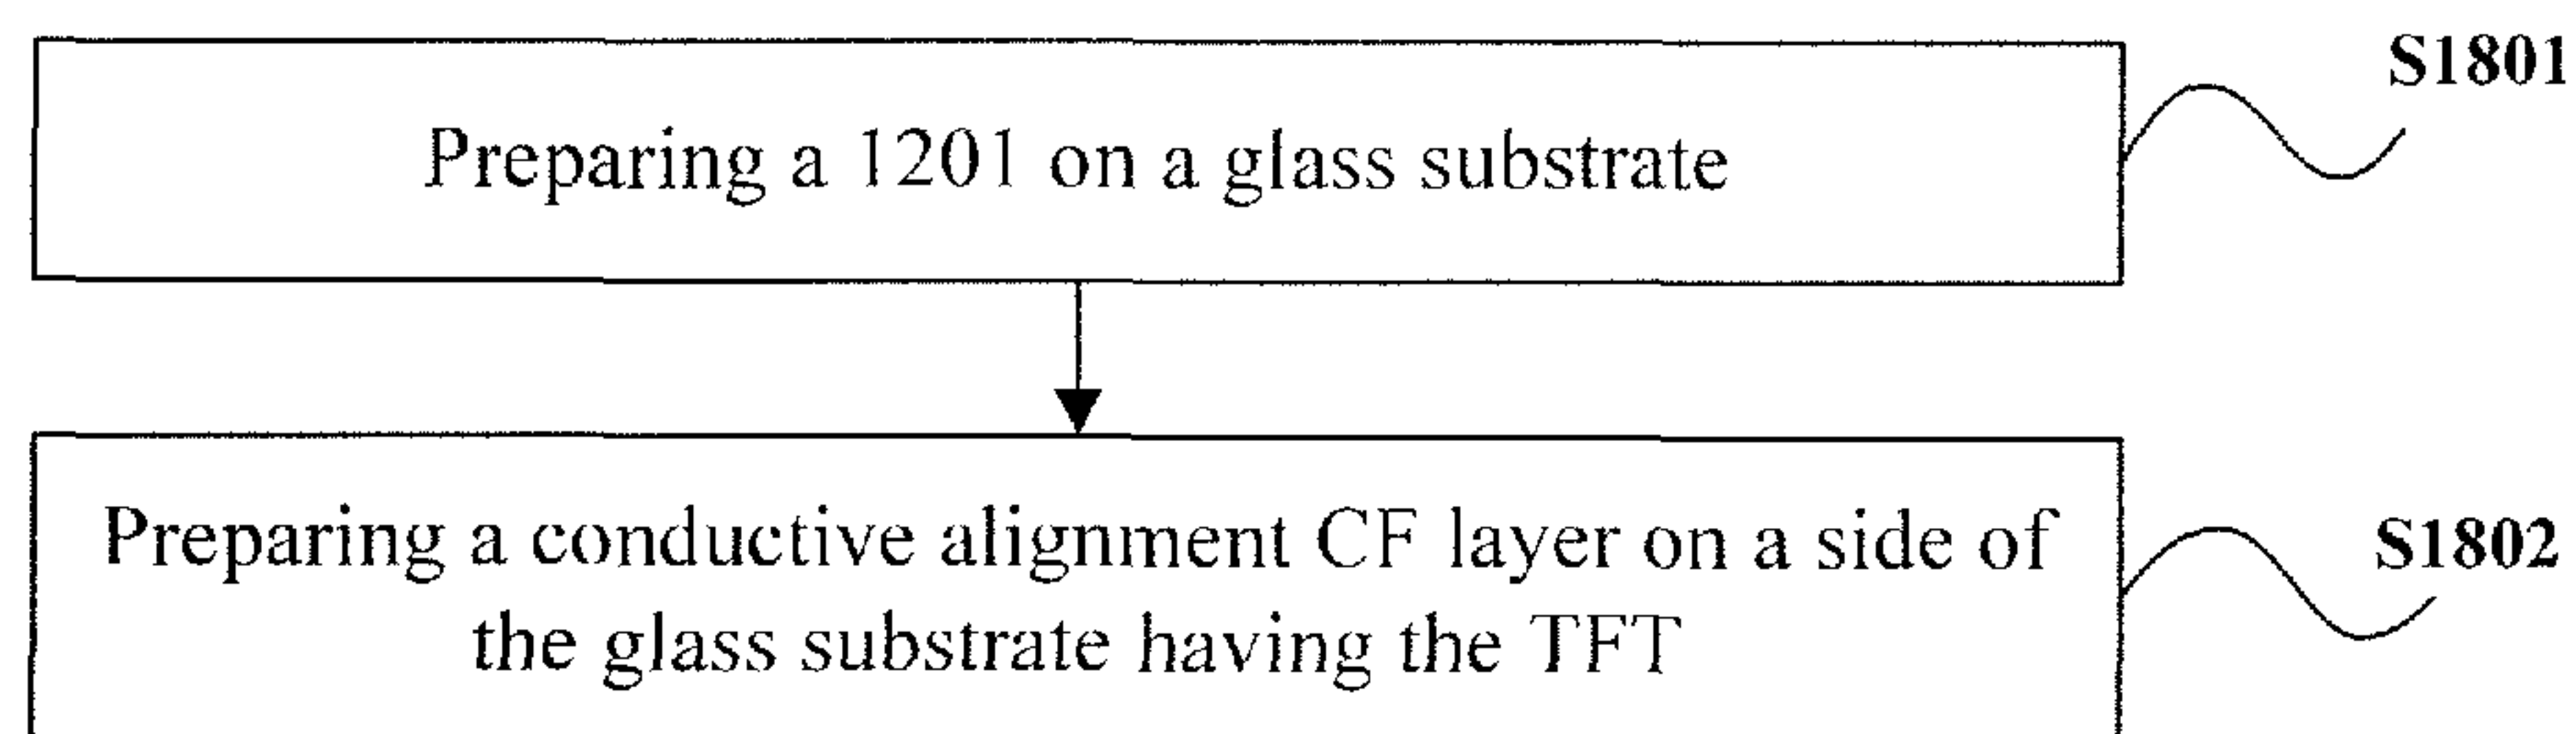 Preparing a 1201 on a glass substrate
S1801
Preparing a conductive alignment CF layer on a side of
the glass substrate having the TFT
S1802